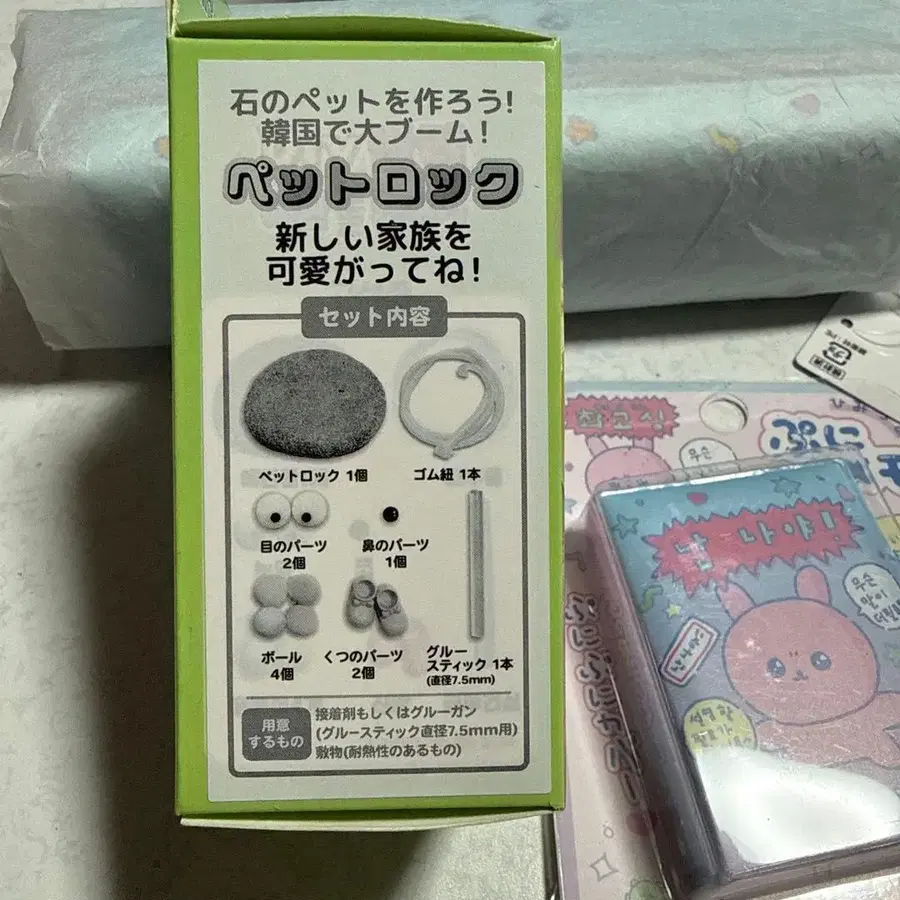 石のペットを作ろう!
韓国で大ブーム!
ペットロック
新しい家族を
可愛がってね!
セット内容
ペットロック 1個
ゴム紐 1本
目のパーツ
2個
鼻のパーツ
1個
ボール
4個
くつのパーツ
2個
グルー
スティック 1本
(直径7.5mm)
用意
するもの
接着剤もしくはグルーガン
(グルースティック直径7.5mm用)
敷物(耐熱性のあるもの)
무슨
무슨
말이